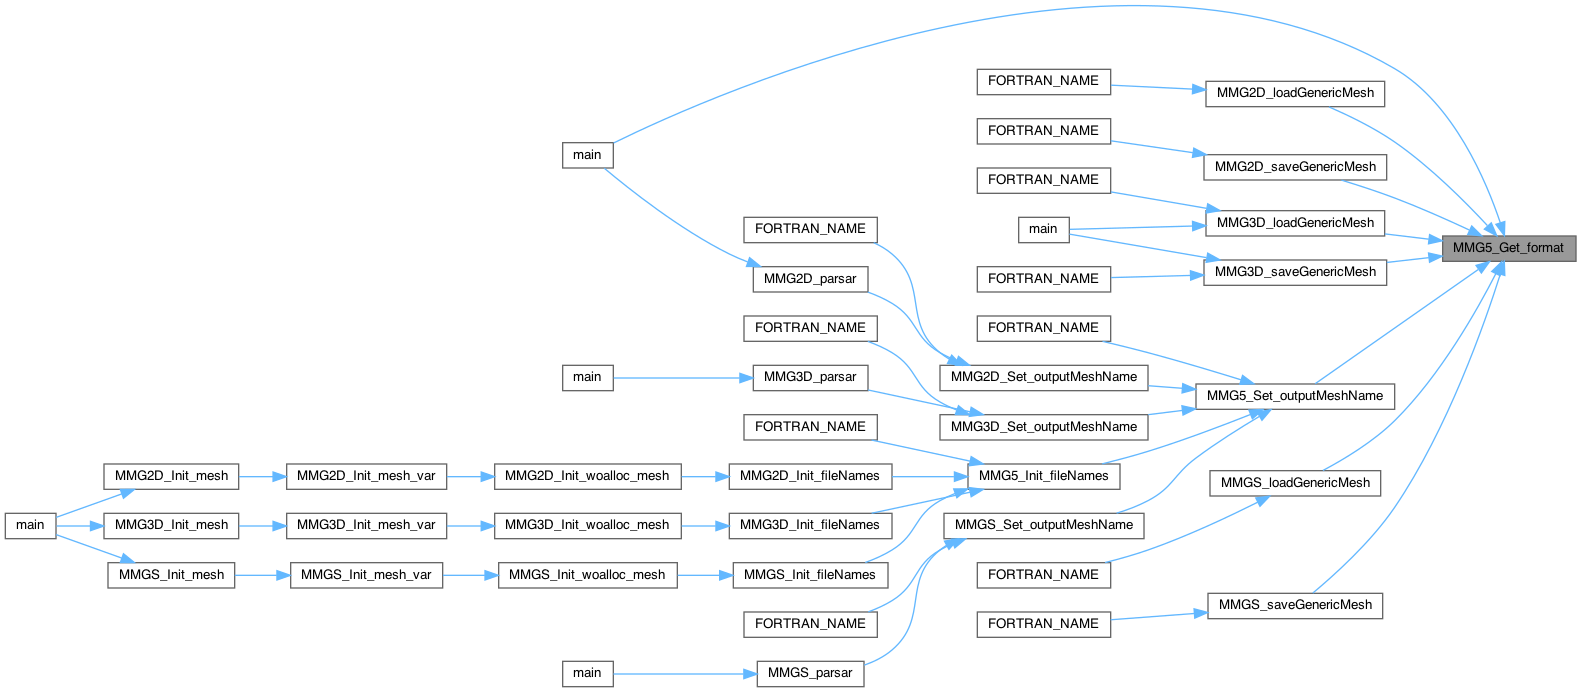 FORTRAN_NAME
MMG2D_loadGenericMesh
FORTRAN_NAME
main
MMG2D_saveGenericMesh
FORTRAN_NAME
MMG3D_loadGenericMesh
FORTRAN_NAME
main
MMG5_Get_format
MMG3D_saveGenericMesh
MMG2D_parsar
FORTRAN_NAME
FORTRAN_NAME
FORTRAN_NAME
main
MMG3D_parsar
MMG2D_Set_outputMeshName
MMG5_Set_outputMeshName
FORTRAN_NAME
MMG3D_Set_outputMeshName
MMG2D_Init_mesh
MMG2D_Init_mesh_var
MMG2D_Init_woalloc_mesh
MMG2D_Init_fileNames
MMG5_Init_fileNames
MMGS_loadGenericMesh
main
MMG3D_Init_mesh
MMG3D_Init_mesh_var
MMG3D_Init_woalloc_mesh
MMG3D_Init_fileNames
MMGS_Set_outputMeshName
MMGS_Init_mesh
MMGS_Init_mesh_var
MMGS_Init_woalloc_mesh
MMGS_Init_fileNames
FORTRAN_NAME
MMGS_saveGenericMesh
FORTRAN_NAME
FORTRAN_NAME
main
MMGS_parsar